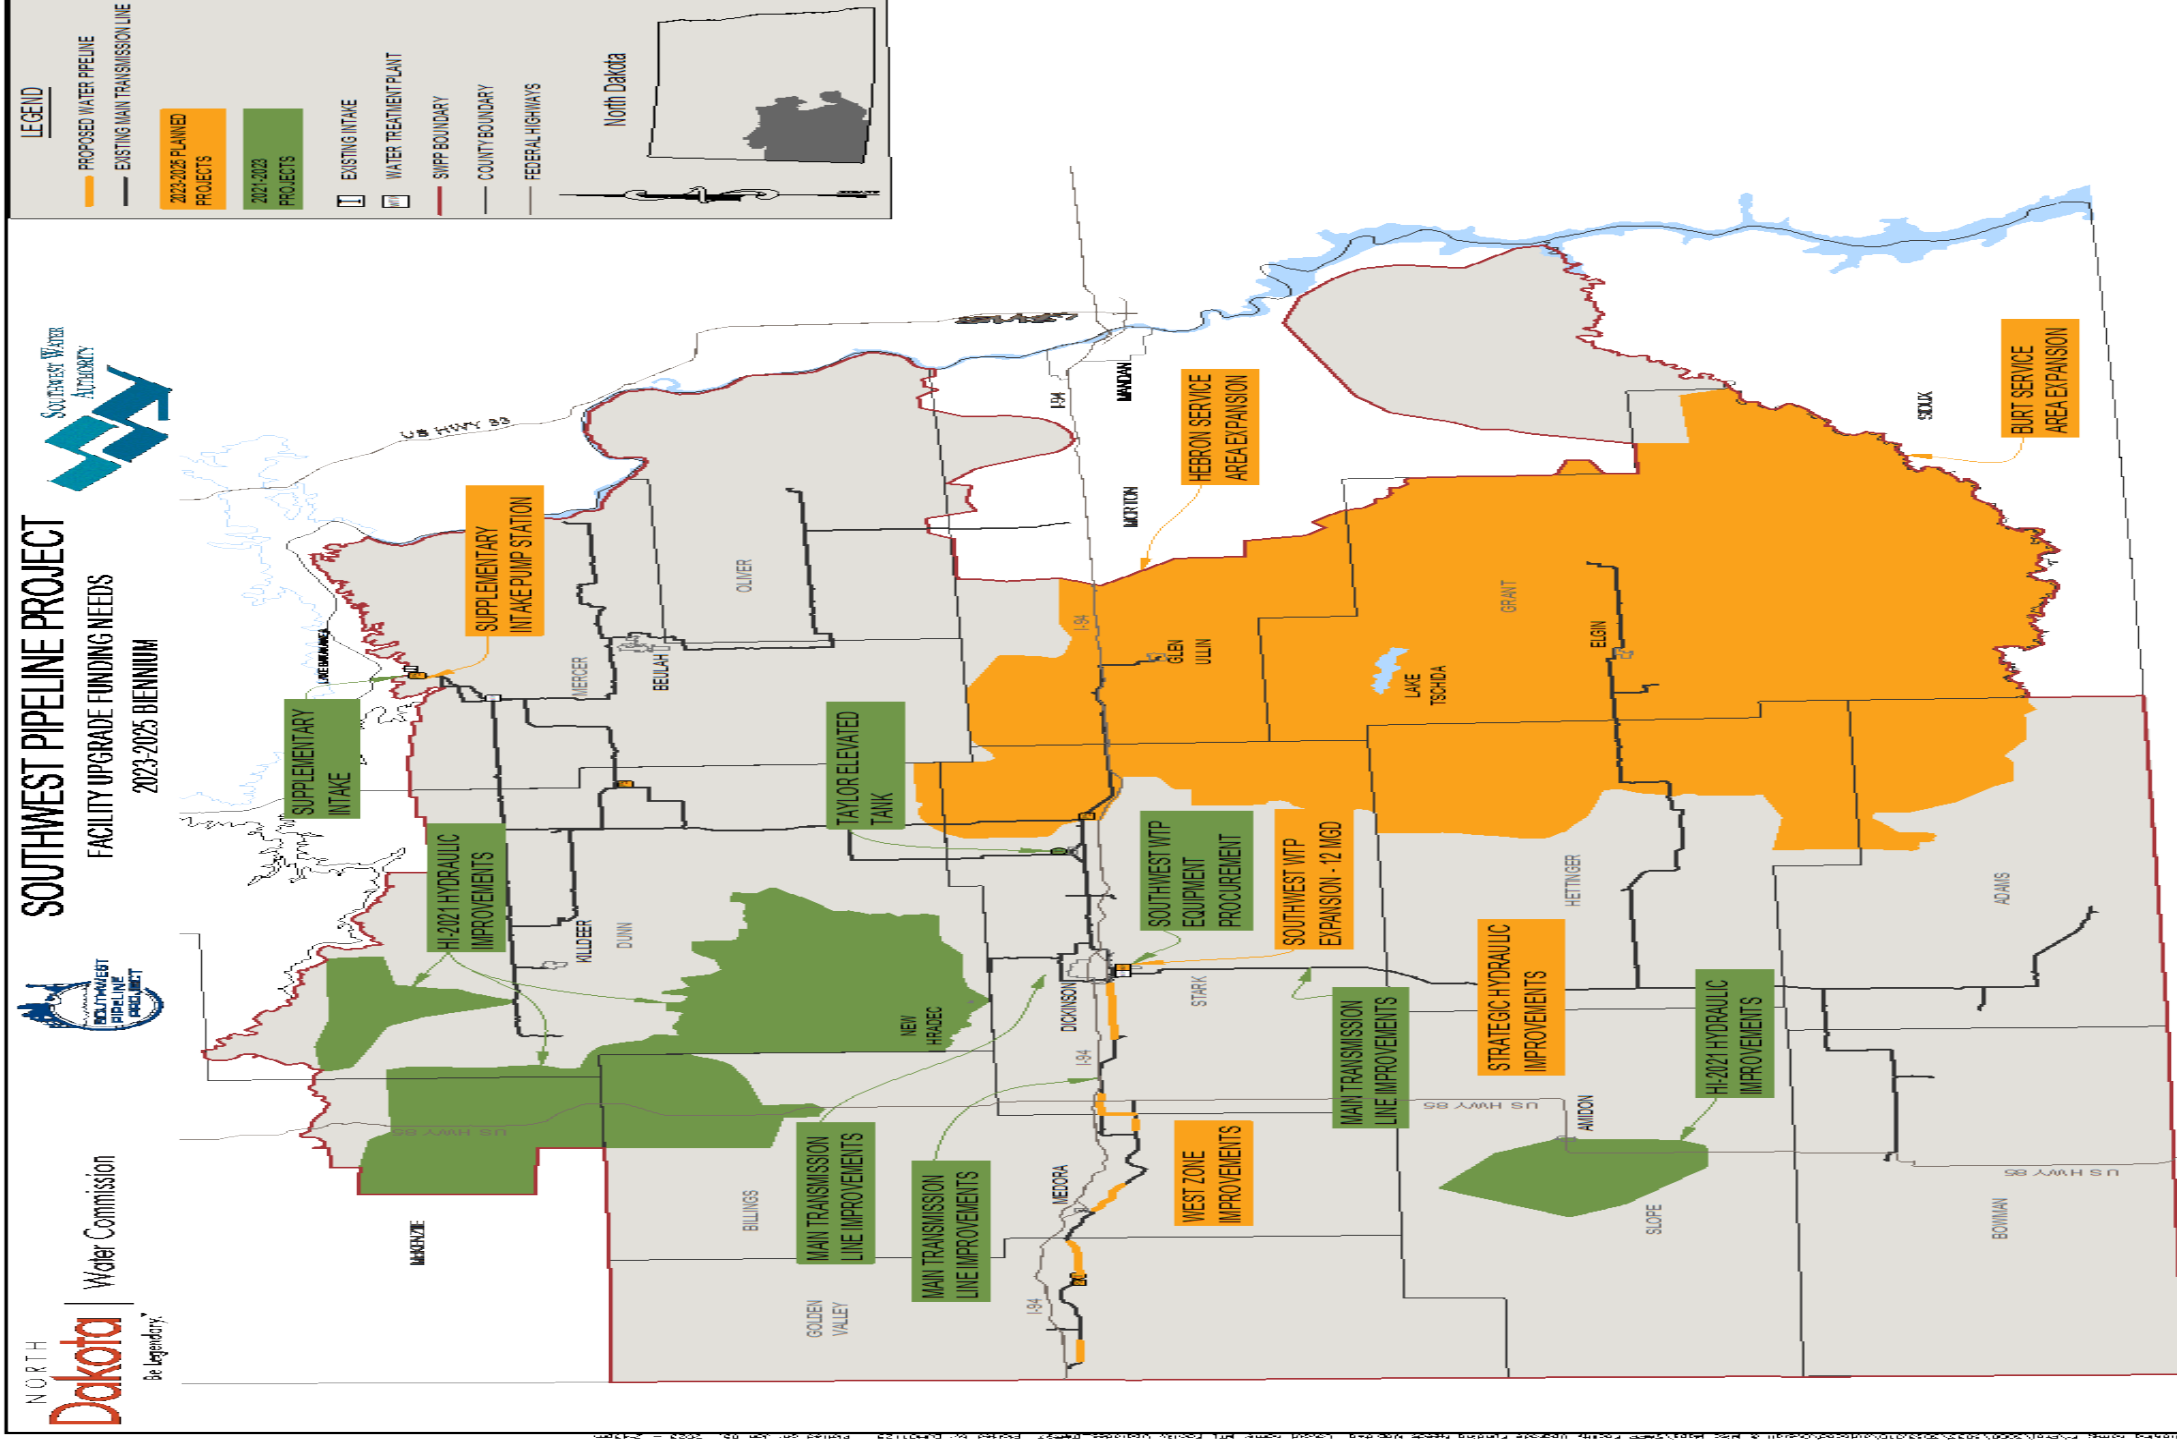 NORTH
Dakota
Be Legendary.™
Water Commission
SOUTHWEST
PIPELINE
PROJECT
SOUTHWEST PIPELINE PROJECT
FACILITY UPGRADE FUNDING NEEDS
2023-2025 BIENNIUM
SOUTHWEST WATER
AUTHORITY
LEGEND
PROPOSED WATER PIPELINE
EXISTING MAIN TRANSMISSION LINE
2023-2025 PLANNED
PROJECTS
2021-2023
PROJECTS
EXISTING INTAKE
WATER TREATMENT PLANT
SWPP BOUNDARY
COUNTY BOUNDARY
FEDERAL HIGHWAYS
North Dakota
US HWY 83
SUPPLEMENTARY
INTAKE
SUPPLEMENTARY
INTAKE PUMP STATION
HI-2021 HYDRAULIC
IMPROVEMENTS
McKENZIE
US HWY 85
KILLDEER
DUNN
MERCER
BEULAH
OLIVER
TAYLOR ELEVATED
TANK
BILLINGS
NEW
HRADEC
MAIN TRANSMISSION
LINE IMPROVEMENTS
MAIN TRANSMISSION
LINE IMPROVEMENTS
GOLDEN
VALLEY
I-94
MEDORA
I-94
DICKINSON
I-94
I-94
MANDAN
MORTON
GLEN
ULLIN
HEBRON SERVICE
AREA EXPANSION
SOUTHWEST WTP
EQUIPMENT
PROCUREMENT
STARK
WEST ZONE
IMPROVEMENTS
SOUTHWEST WTP
EXPANSION - 12 MGD
MAIN TRANSMISSION
LINE IMPROVEMENTS
LAKE
TSCHIDA
US HWY 85
STRATEGIC HYDRAULIC
IMPROVEMENTS
GRANT
HETTINGER
AMIDON
ELGIN
SLOPE
HI-2021 HYDRAULIC
IMPROVEMENTS
SIOUX
BURT SERVICE
AREA EXPANSION
BOWMAN
US HWY 85
ADAMS